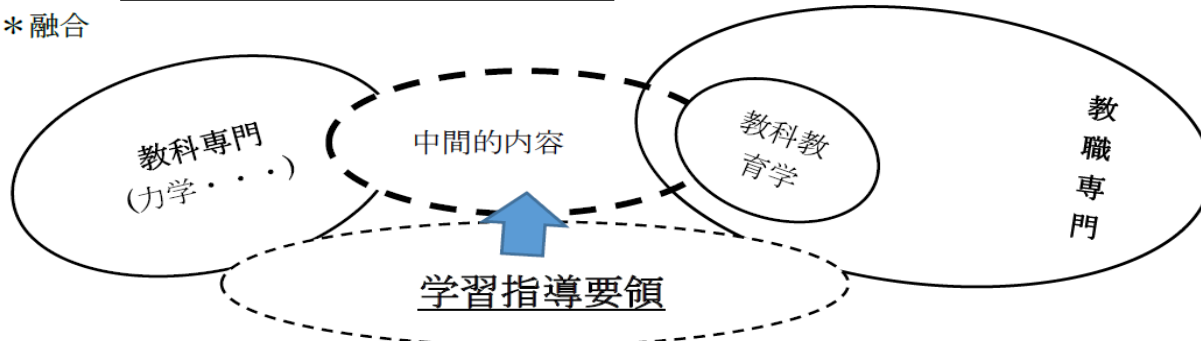 ＊融合
教科専門
(力学・・・)
中間的内容
教科教
育学
教職専門
学習指導要領